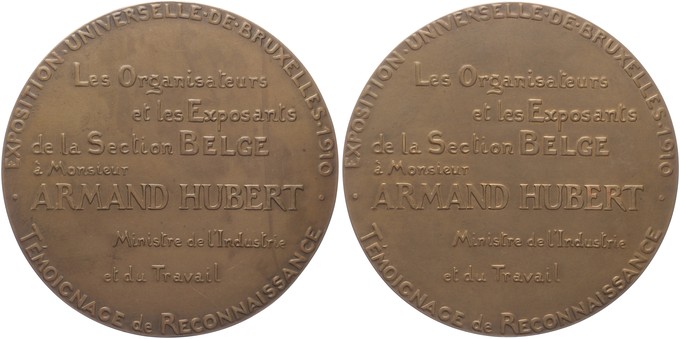 EXPOSITION·UNIVERSELLE·DE·BRUXELLES·1910
Les Organisateurs
et les Exposants
de la Section BELGE
à Monsieur
ARMAND HUBERT
Ministre de l'Industrie
et du Travail
TÉMOIGNAGE de RECONNAISSANCE
EXPOSITION·UNIVERSELLE·DE·BRUXELLES·1910
Les Organisateurs
et les Exposants
de la Section BELGE
à Monsieur
ARMAND HUBERT
Ministre de l'Industrie
et du Travail
TÉMOIGNAGE de RECONNAISSANCE